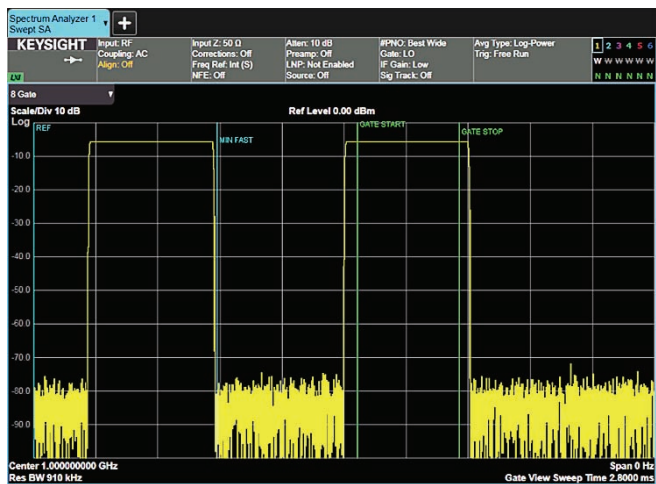 Spectrum Analyzer 1
Swept SA
+
KEYSIGHT
Input: RF
Coupling: AC
Align: Off
Input Z: 50 Ω
Corrections: Off
Freq Ref: Int (S)
NFE: Off
Atten: 10 dB
Preamp: Off
LNP: Not Enabled
Source: Off
#PNO: Best Wide
Gate: LO
IF Gain: Low
Sig Track: Off
Avg Type: Log-Power
Trig: Free Run
1 2 3 4 5 6
W W W W W W
N N N N N N
LXI
8 Gate
Scale/Div 10 dB
Ref Level 0.00 dBm
Log
REF
MIN FAST
GATE START
GATE STOP
-10.0
-20.0
-30.0
-40.0
-50.0
-60.0
-70.0
-80.0
-90.0
Center 1.000000000 GHz
Span 0 Hz
Res BW 910 kHz
Gate View Sweep Time 2.8000 ms